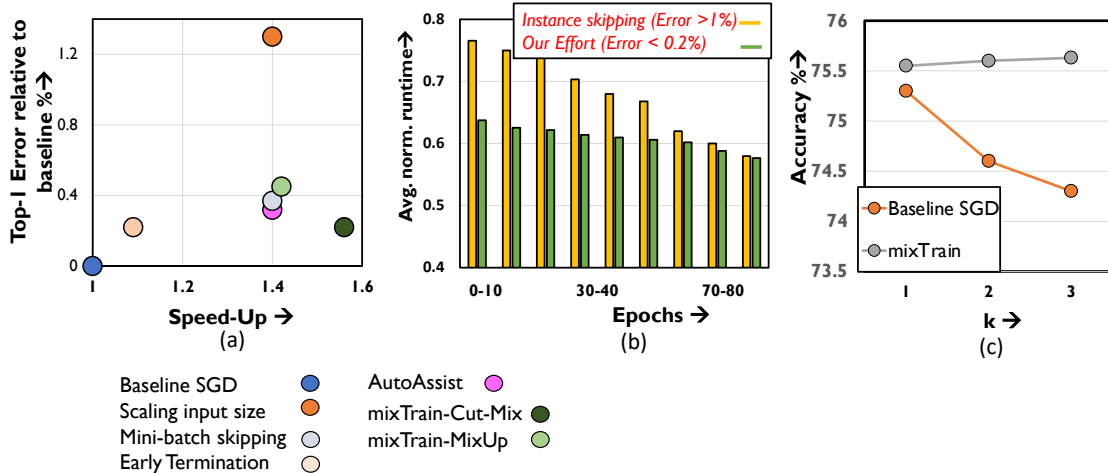 Top-1 Error relative to
baseline %→
1.2
0.8
0.4
0
1
1.2
1.4
1.6
Speed-Up →
(a)
Avg. norm. runtime→
0.8
0.7
0.6
0.5
0.4
Instance skipping (Error >1%)
Our Effort (Error < 0.2%)
0-10
30-40
70-80
Epochs →
(b)
Accuracy %→
76
75.5
75
74.5
74
73.5
Baseline SGD
mixTrain
1
2
3
k →
(c)
Baseline SGD
Scaling input size
Mini-batch skipping
Early Termination
AutoAssist
mixTrain-Cut-Mix
mixTrain-MixUp